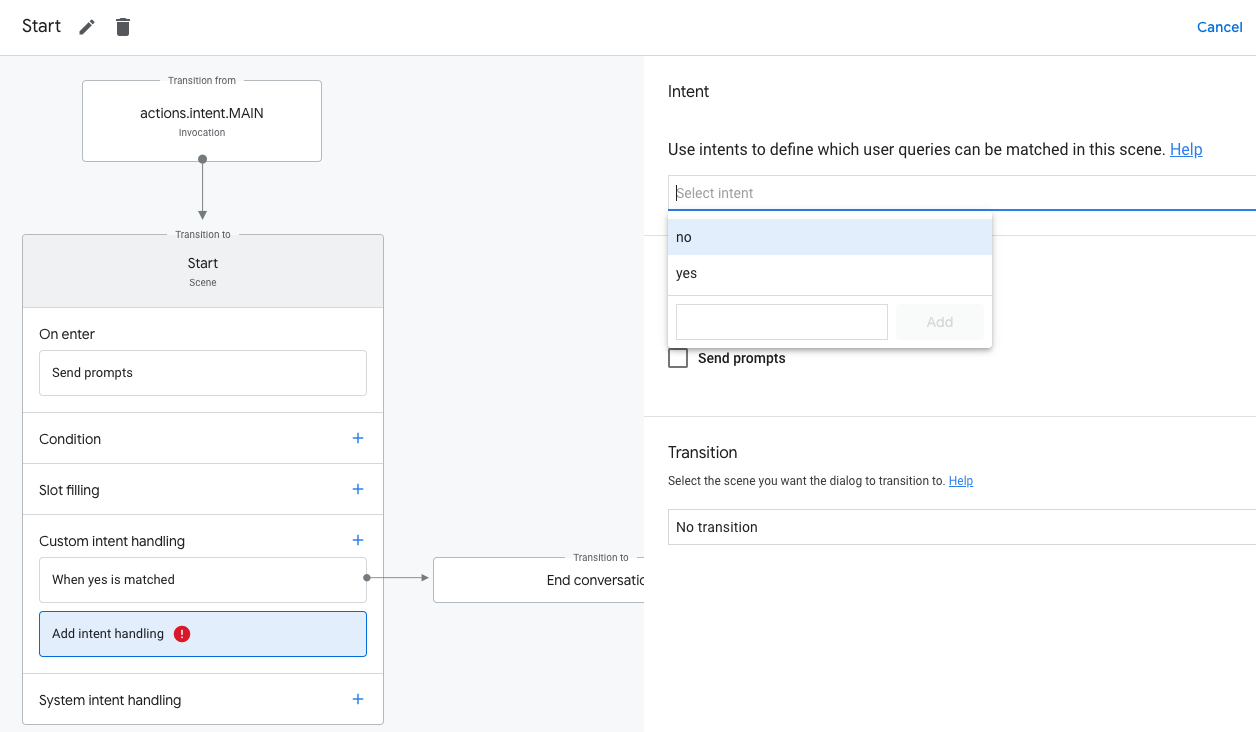 Start
Cancel
Transition from
actions.intent.MAIN
Invocation
Transition to
Start
Scene
On enter
Send prompts
Condition
Slot filling
Custom intent handling
When yes is matched
Add intent handling
System intent handling
Transition to
End conversatio
Intent
Use intents to define which user queries can be matched in this scene. Help
Select intent
no
yes
Add
Send prompts
Transition
Select the scene you want the dialog to transition to. Help
No transition